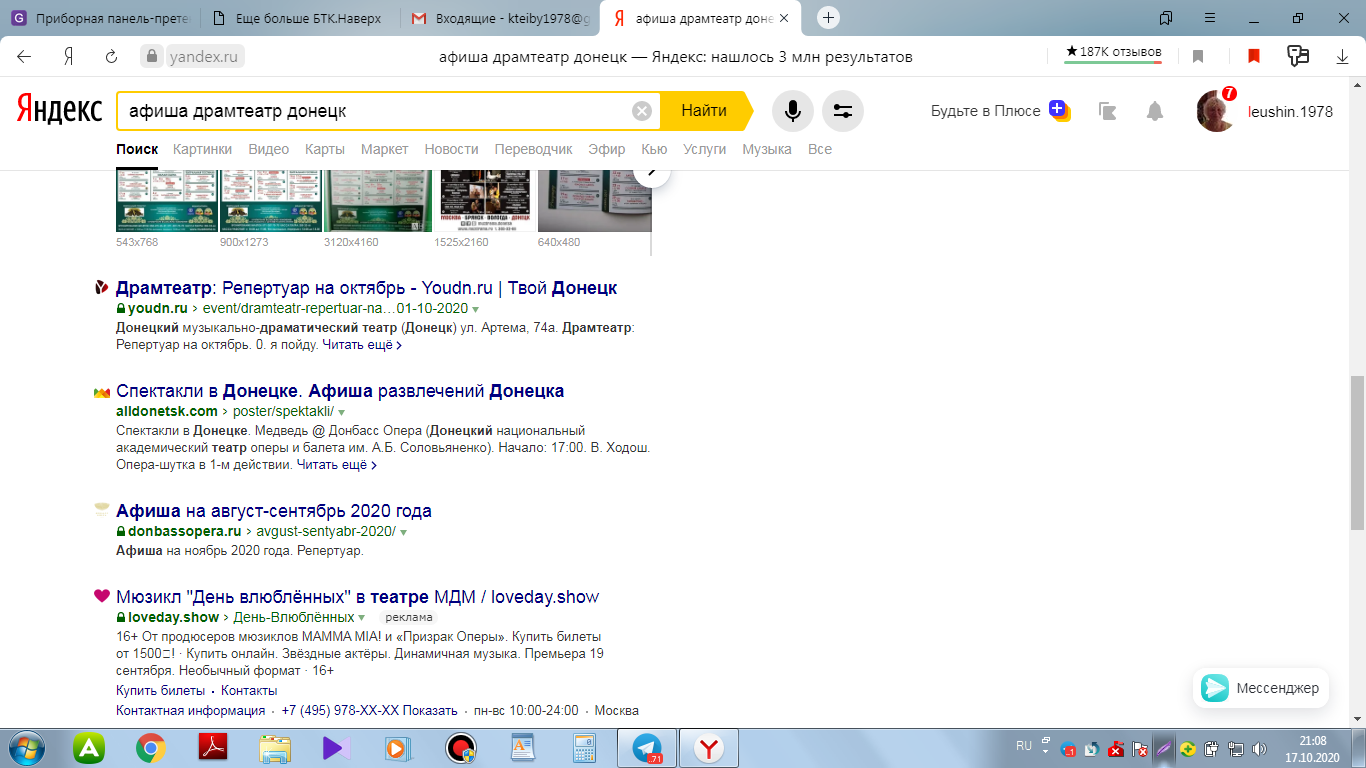 Приборная панель-прете
Еще больше БТК.Наверх
Входящие - kteiby1978@g
афиша драмтеатр доне
yandex.ru
афиша драмтеатр донецк — Яндекс: нашлось 3 млн результатов
★ 187K отзывов
Яндекс
афиша драмтеатр донецк
Найти
Будьте в Плюсе
7
leushin.1978
Поиск Картинки Видео Карты Маркет Новости Переводчик Эфир Кью Услуги Музыка Все
МОСКВА БРЯНСК ВОЛОГДА ДОНЕЦК
543x768 900x1273 3120x4160 1525x2160 640x480
Драмтеатр: Репертуар на октябрь - Youdn.ru | Твой Донецк
youdn.ru › event/dramteatr-repertuar-na…01-10-2020
Донецкий музыкально-драматический театр (Донецк) ул. Артема, 74а. Драмтеатр:
Репертуар на октябрь. 0. я пойду. Читать ещё ›
Спектакли в Донецке. Афиша развлечений Донецка
alldonetsk.com › poster/spektakli/
Спектакли в Донецке. Медведь @ Донбасс Опера (Донецкий национальный
академический театр оперы и балета им. А.Б. Соловьяненко). Начало: 17:00. В. Ходош.
Опера-шутка в 1-м действии. Читать ещё ›
Афиша на август-сентябрь 2020 года
donbassopera.ru › avgust-sentyabr-2020/
Афиша на ноябрь 2020 года. Репертуар.
Мюзикл "День влюблённых" в театре МДМ / loveday.show
loveday.show › День-Влюблённых реклама
16+ От продюсеров мюзиклов MAMMA MIA! и «Призрак Оперы». Купить билеты
от 1500□! · Купить онлайн. Звёздные актёры. Динамичная музыка. Премьера 19
сентября. Необычный формат · 16+
Купить билеты · Контакты
Контактная информация · +7 (495) 978-XX-XX Показать · пн-вс 10:00-24:00 · Москва
Мессенджер
..71
RU
21:08
17.10.2020